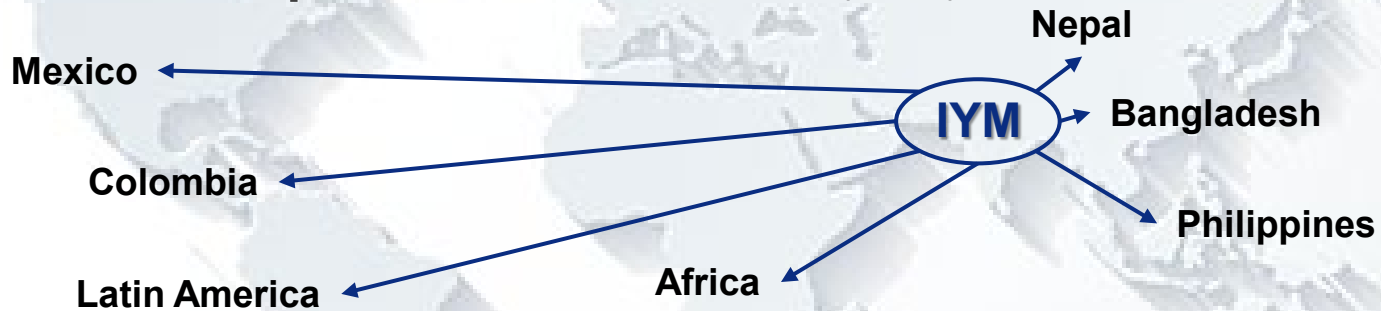 Nepal
Mexico
IYM
Bangladesh
Colombia
Philippines
Africa
Latin America